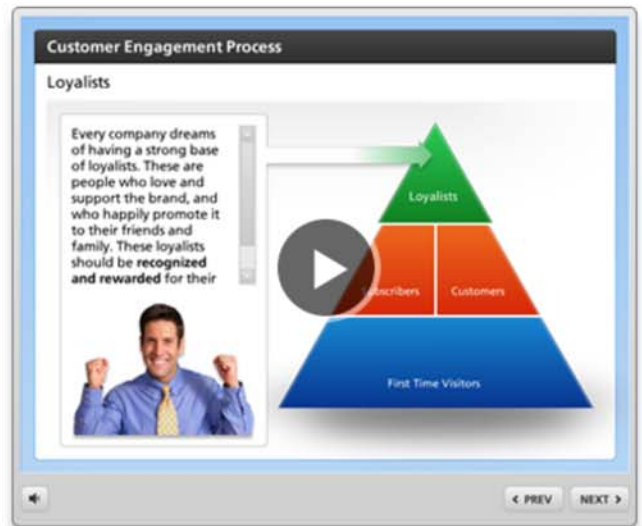 Customer Engagement Process
Loyalists
Every company dreams
of having a strong base
of loyalists. These are
people who love and
support the brand, and
who happily promote it
to their friends and
family. These loyalists
should be recognized
and rewarded for their
Loyalists
Customers
First Time Visitors
PREV
NEXT